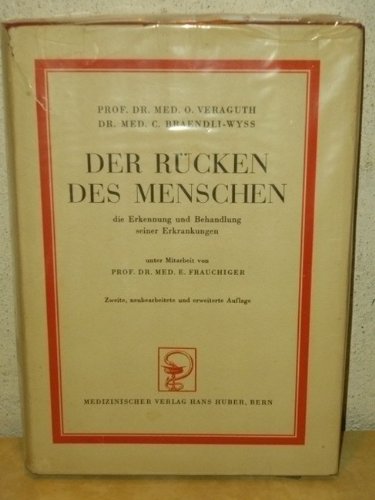 PROF. DR. MED. O. VERAGUTH
DR. MED. C. BRAENDLI-WYSS
DER RÜCKEN
DES MENSCHEN
die Erkennung und Behandlung
seiner Erkrankungen
unter Mitarbeit von
PROF. DR. MED. E. FRAUCHIGER
Zweite, neubearbeitete und erweiterte Auflage
MEDIZINISCHER VERLAG HANS HUBER, BERN